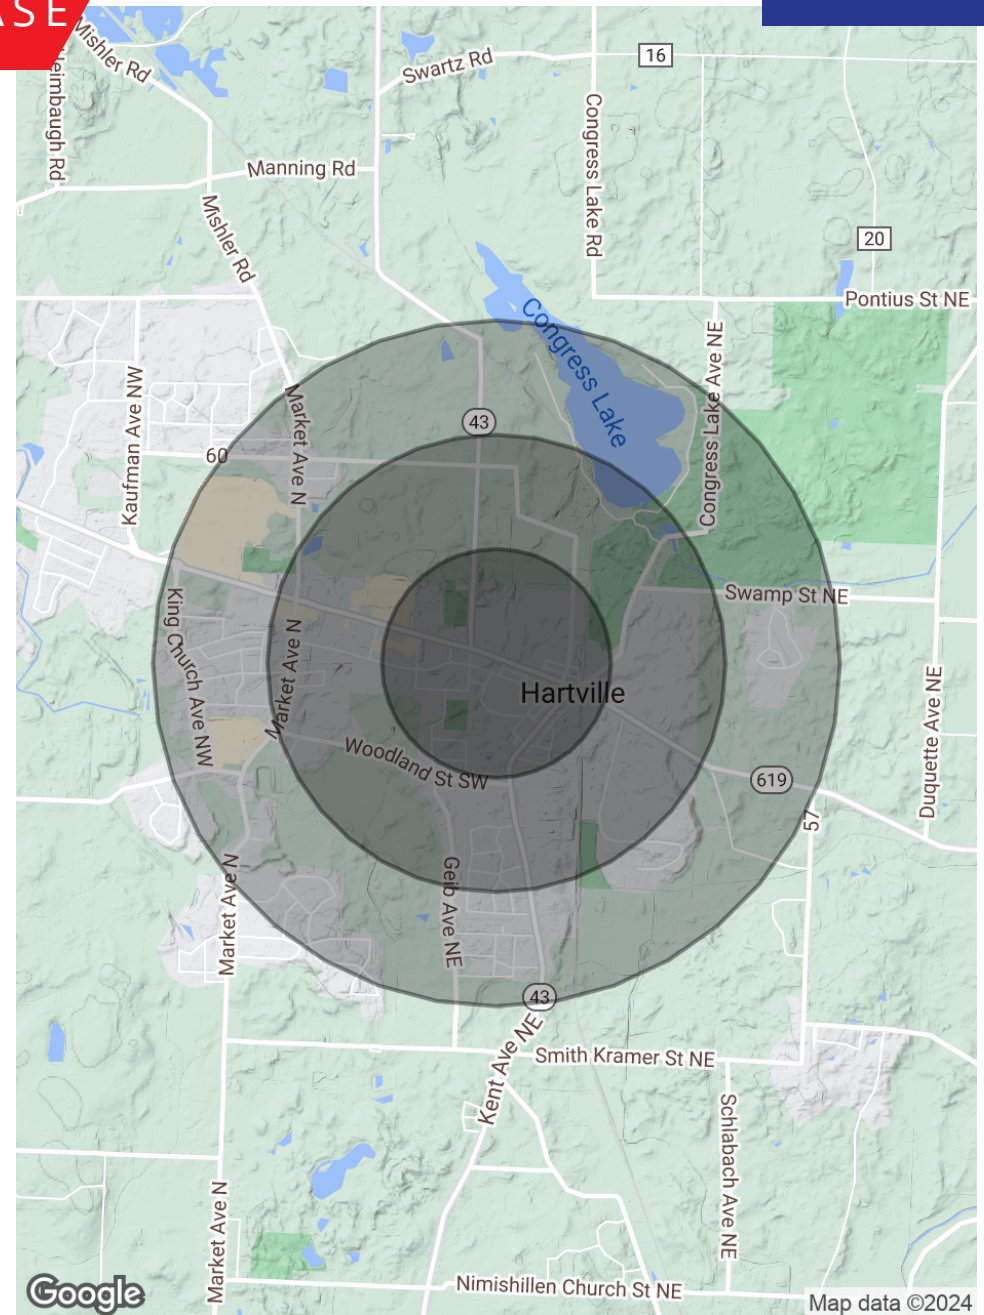 ASE
Mishler Rd
Heimbaugh Rd
Swartz Rd
16
Congress Lake Rd
Manning Rd
Mishler Rd
20
Pontius St NE
Congress Lake
Congress Lake Ave NE
Kaufman Ave NW
Market Ave N
43
60
King Church Ave NW
Market Ave N
Swamp St NE
Hartville
Woodland St SW
619
57
Duquette Ave NE
Geib Ave NE
Market Ave N
43
Kent Ave NE
Smith Kramer St NE
Schlabach Ave NE
Market Ave N
Nimishillen Church St NE
Google
Map data ©2024